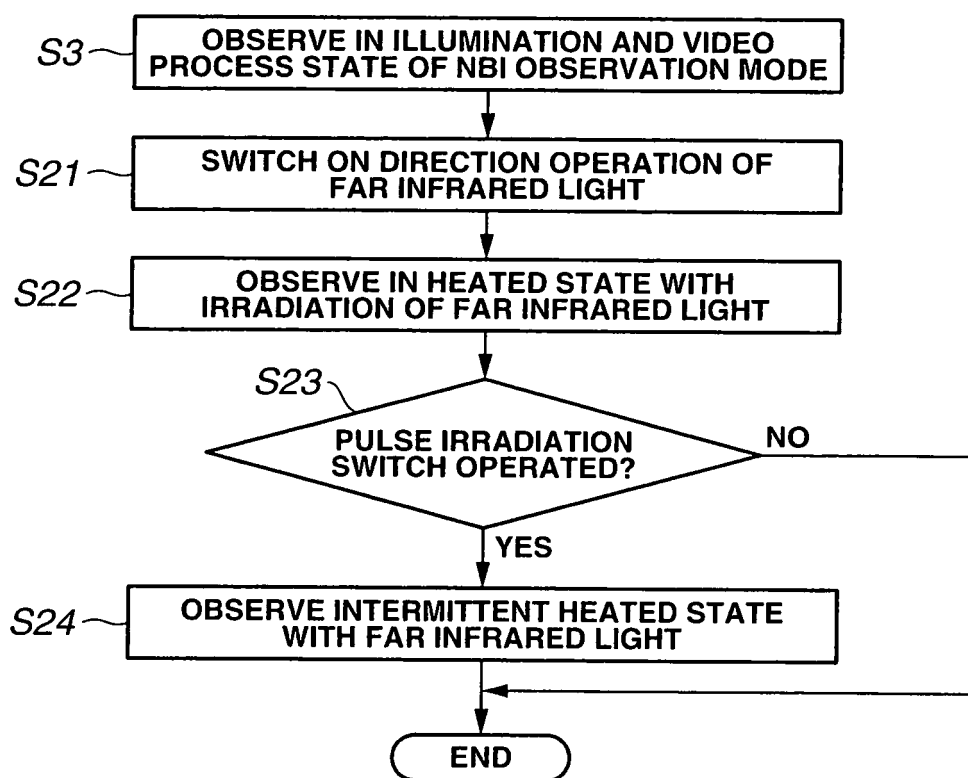 S3
OBSERVE IN ILLUMINATION AND VIDEO
PROCESS STATE OF NBI OBSERVATION MODE
S21
SWITCH ON DIRECTION OPERATION OF
FAR INFRARED LIGHT
S22
OBSERVE IN HEATED STATE WITH
IRRADIATION OF FAR INFRARED LIGHT
S23
PULSE IRRADIATION
SWITCH OPERATED?
NO
YES
S24
OBSERVE INTERMITTENT HEATED STATE
WITH FAR INFRARED LIGHT
END